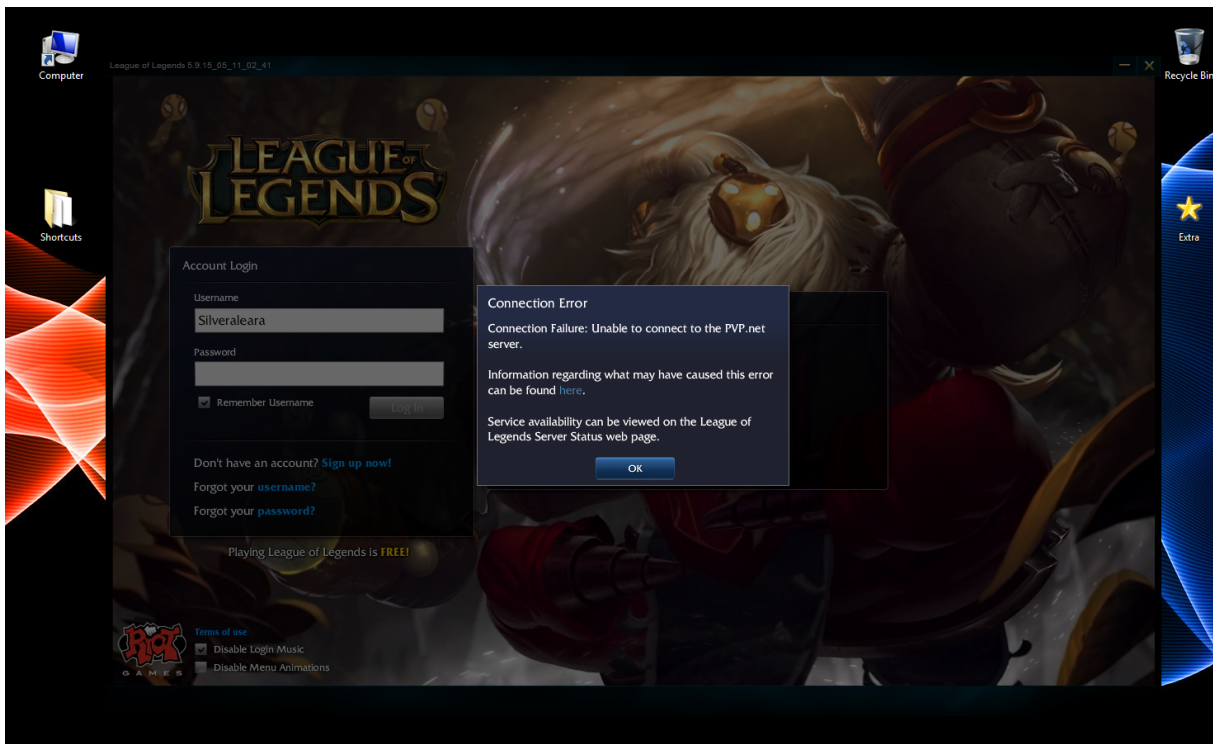 Computer
Recycle Bin
League of Legends 5.9.15_05_11_02_41
LEAGUE OF
LEGENDS
Shortcuts
Extra
Account Login
Username
Silveraleara
Password
Remember Username
Log In
Don't have an account? Sign up now!
Forgot your username?
Forgot your password?
Playing League of Legends is FREE!
Connection Error
Connection Failure: Unable to connect to the PVP.net
server.
Information regarding what may have caused this error
can be found here.
Service availability can be viewed on the League of
Legends Server Status web page.
OK
RIOT
GAMES
Terms of use
Disable Login Music
Disable Menu Animations